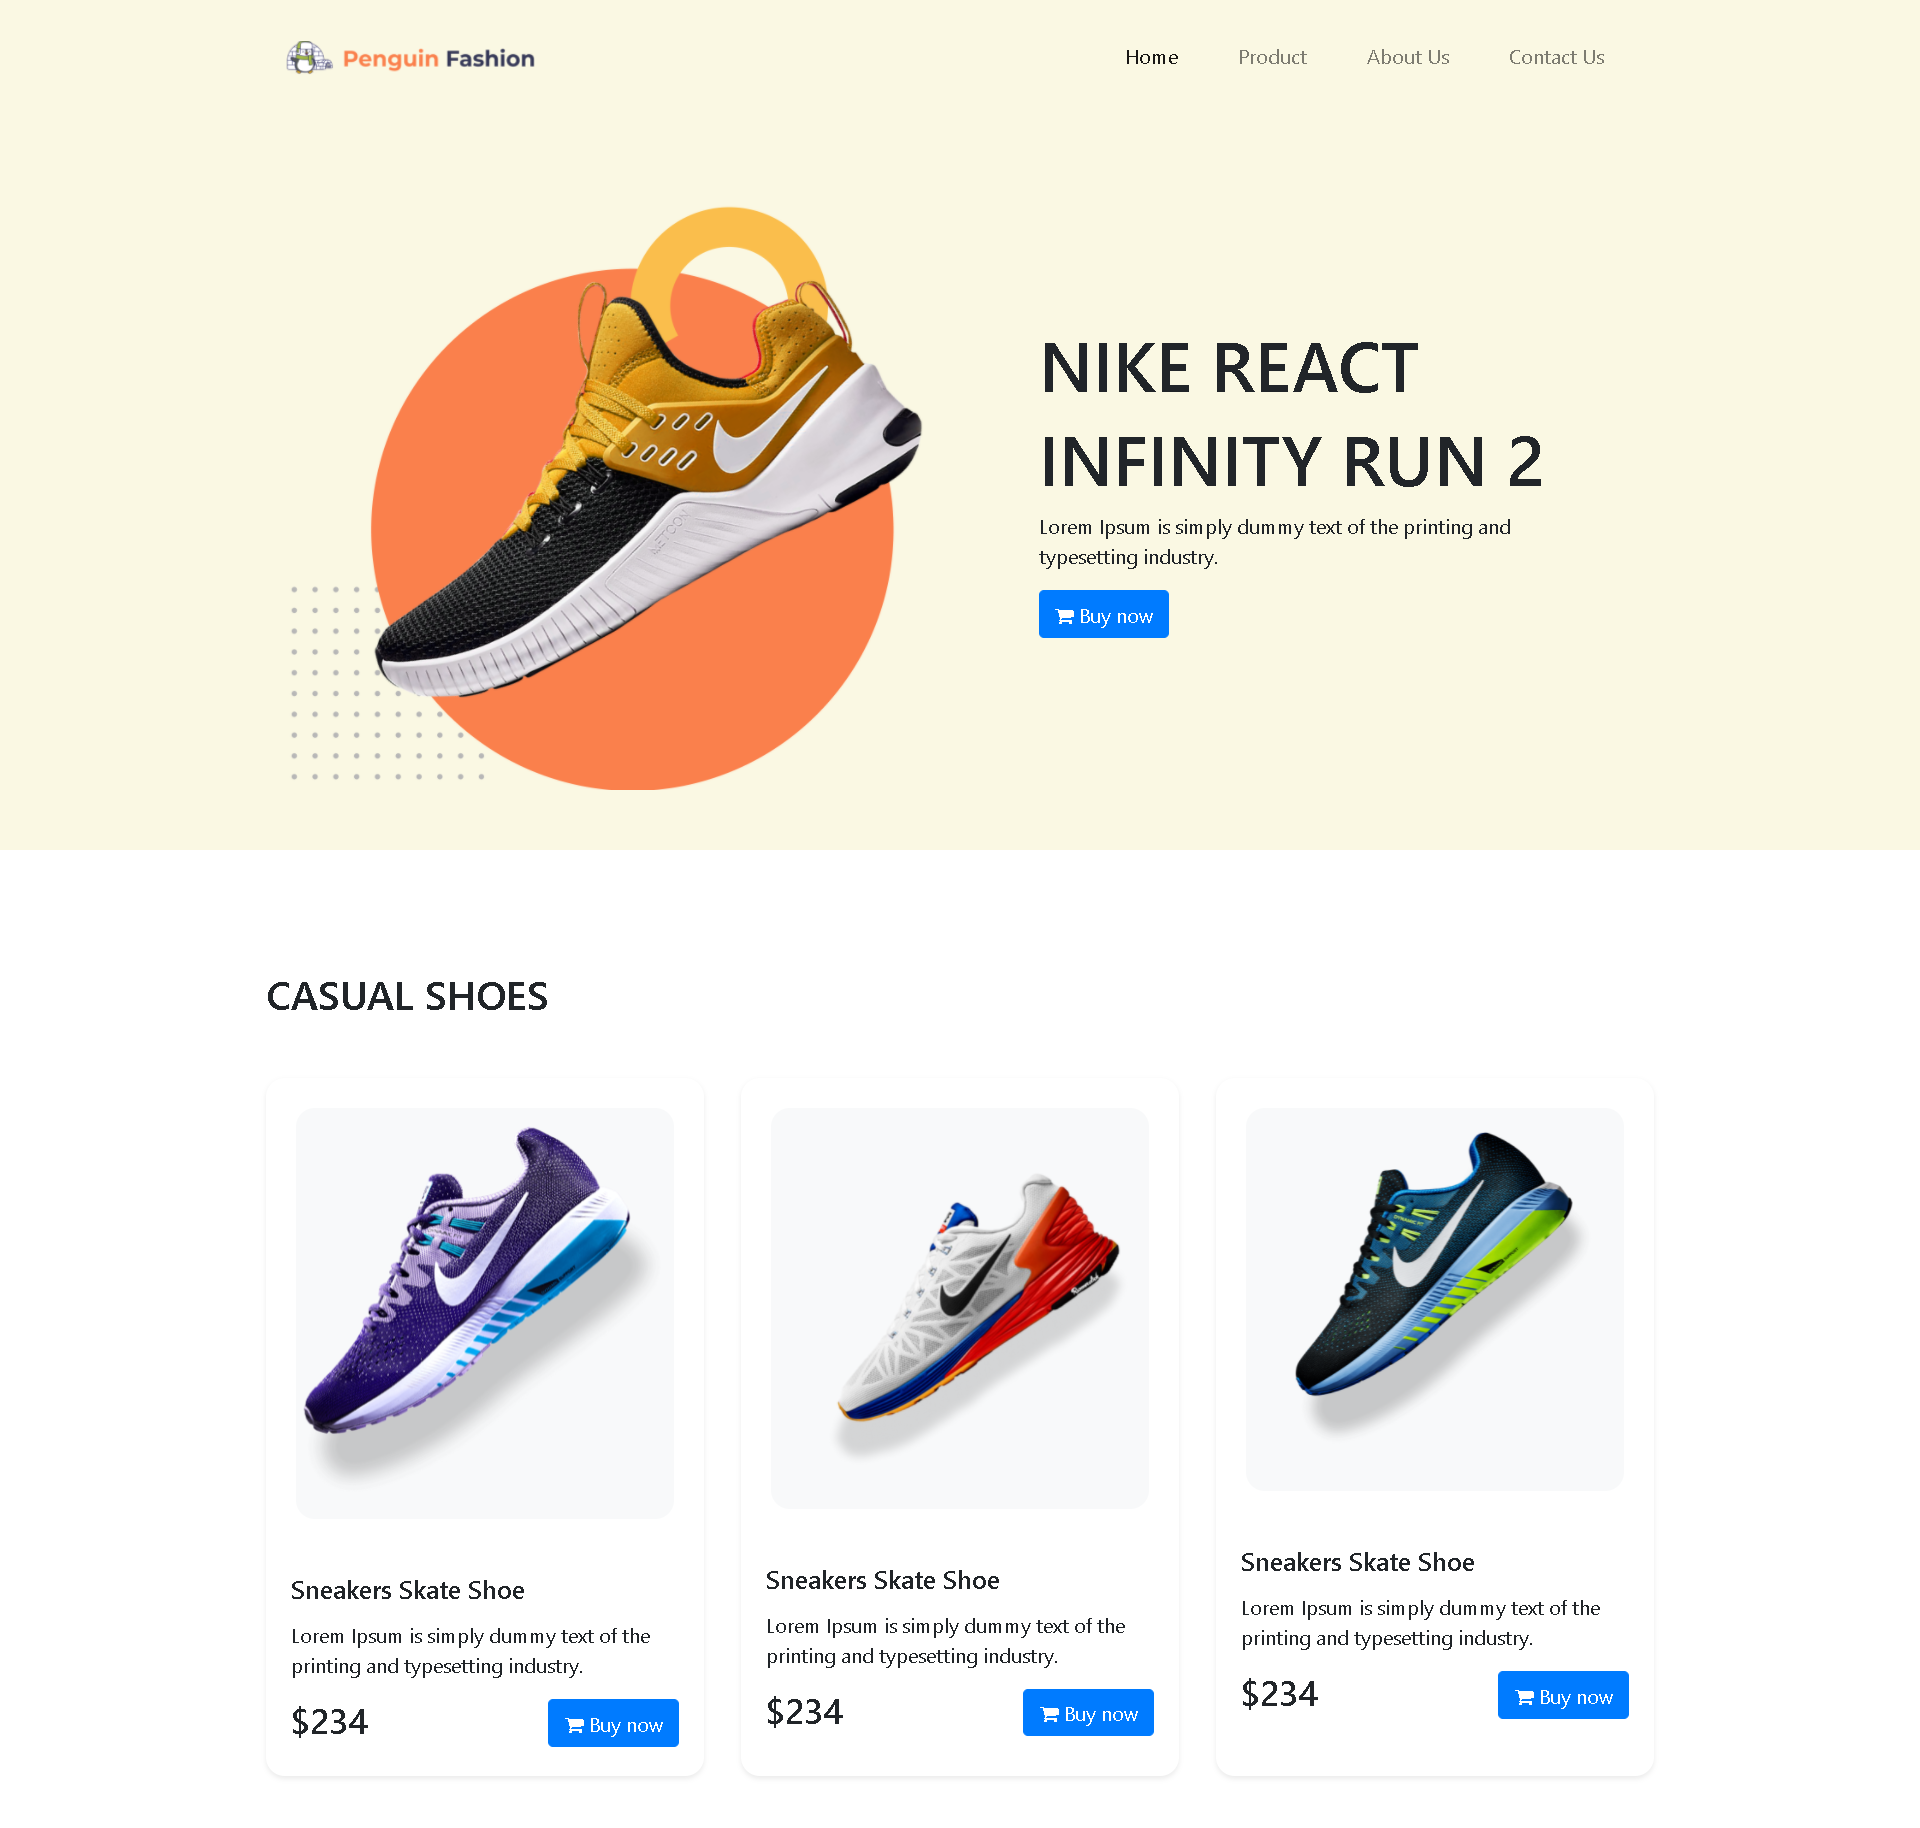 Penguin Fashion
Home Product About Us Contact Us
NIKE REACT
INFINITY RUN 2
Lorem Ipsum is simply dummy text of the printing and
typesetting industry.
Buy now
CASUAL SHOES
Sneakers Skate Shoe
Lorem Ipsum is simply dummy text of the
printing and typesetting industry.
$234
Buy now
Sneakers Skate Shoe
Lorem Ipsum is simply dummy text of the
printing and typesetting industry.
$234
Buy now
Sneakers Skate Shoe
Lorem Ipsum is simply dummy text of the
printing and typesetting industry.
$234
Buy now